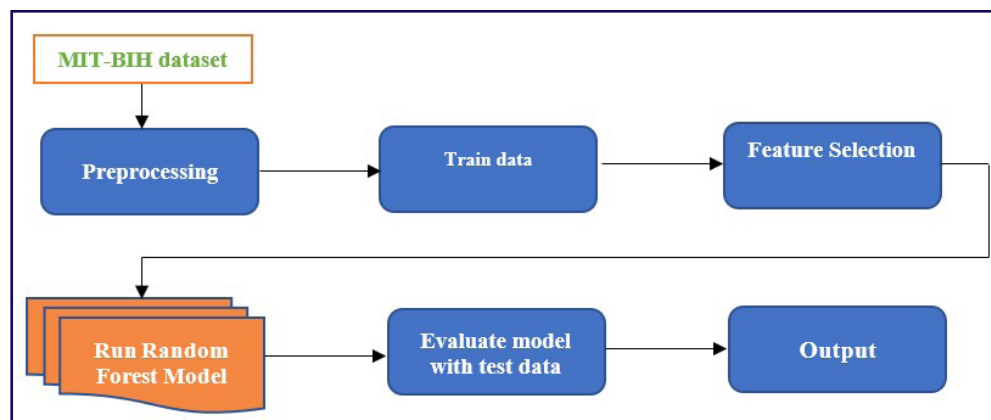 MIT-BIH dataset
Preprocessing
Train data
Feature Selection
Run Random
Forest Model
Evaluate model
with test data
Output